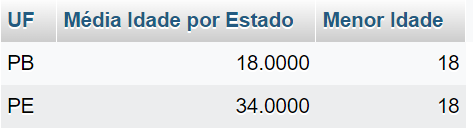 UF Média Idade por Estado Menor Idade
PB 18.0000 18
PE 34.0000 18